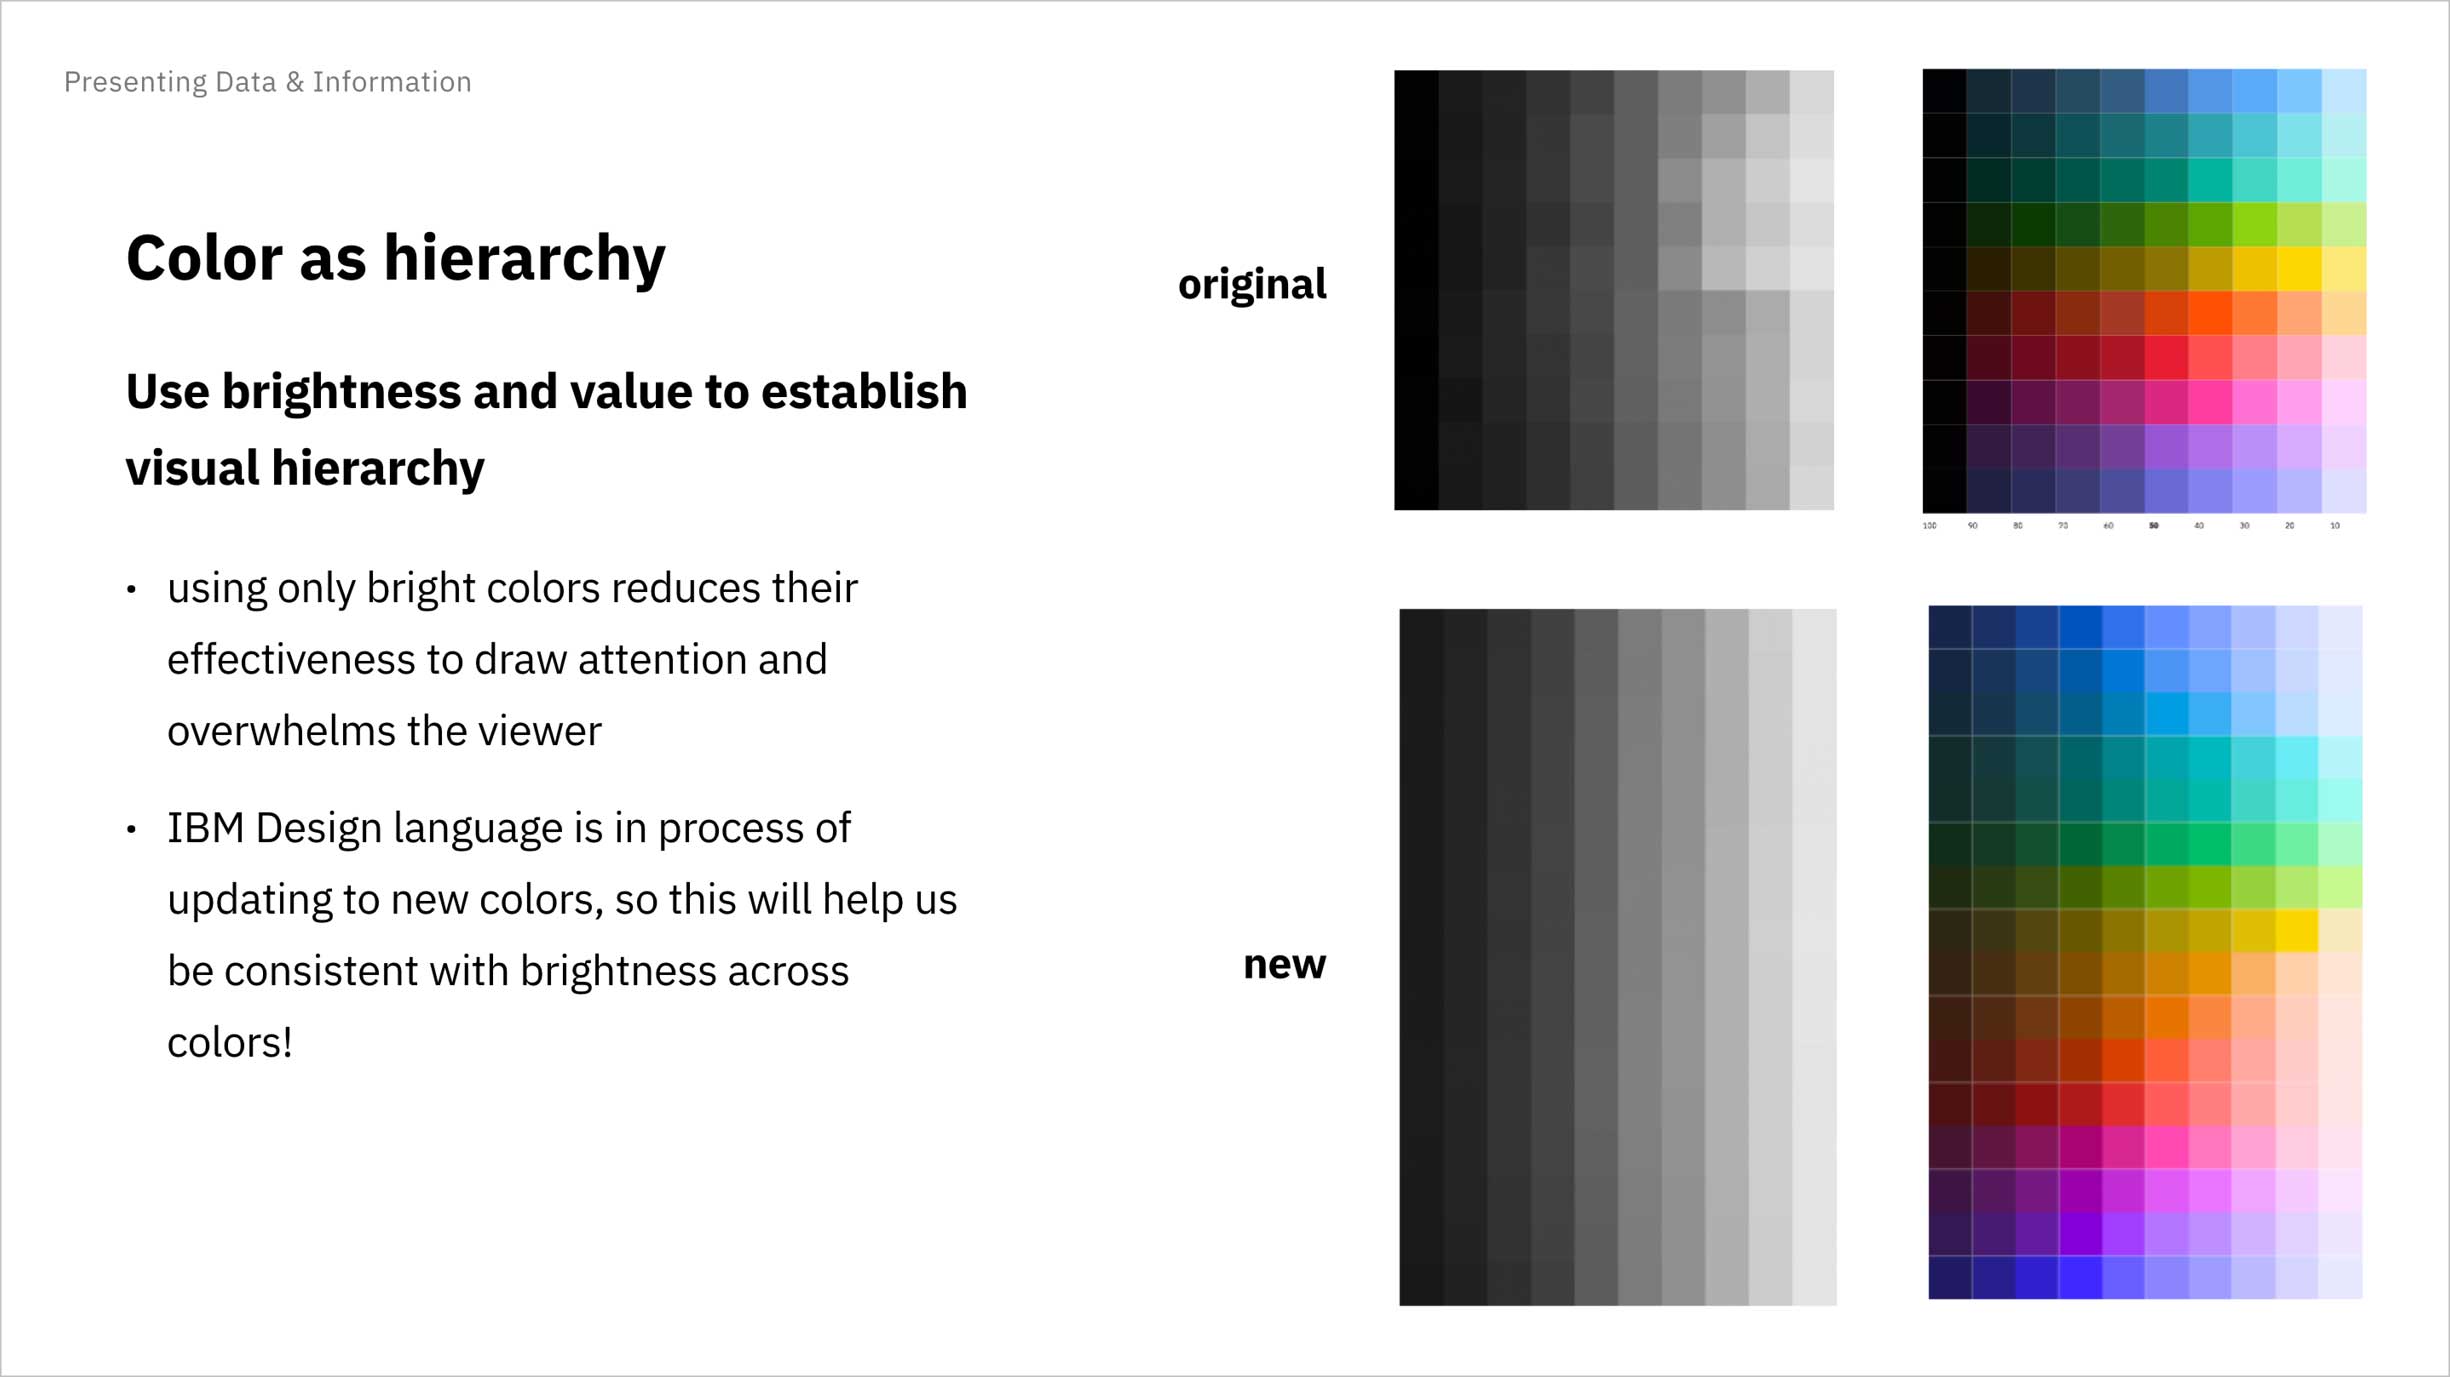 Presenting Data & Information
Color as hierarchy
Use brightness and value to establish
visual hierarchy
• using only bright colors reduces their
effectiveness to draw attention and
overwhelms the viewer
• IBM Design language is in process of
updating to new colors, so this will help us
be consistent with brightness across
colors!
original
100 90 80 70 60 50 40 30 20 10
new